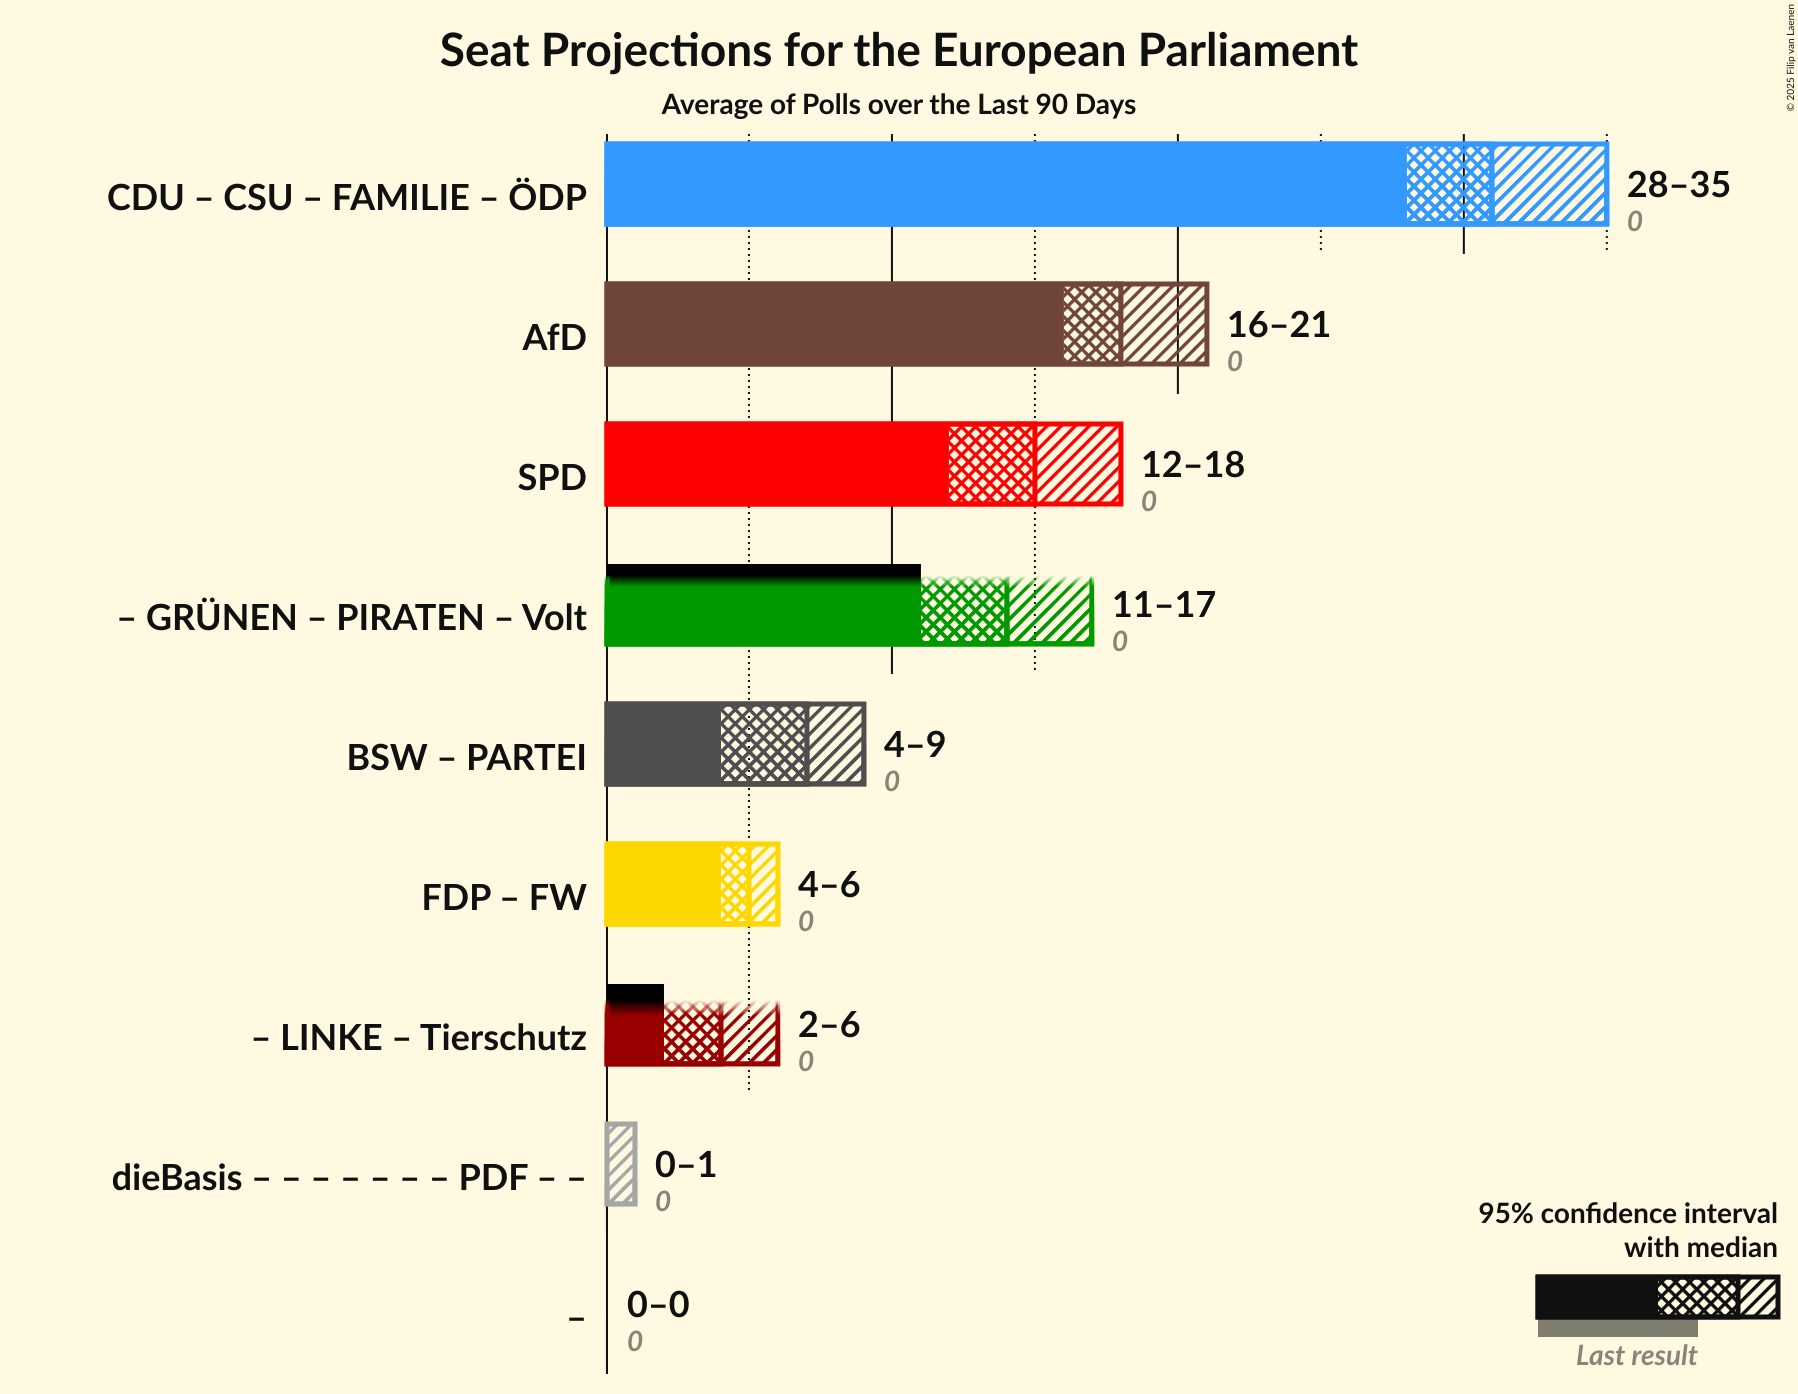 © 2025 Filip van Laenen
Seat Projections for the European Parliament
Average of Polls over the Last 90 Days
CDU – CSU – FAMILIE – ÖDP
28–35
0
AfD
16–21
0
SPD
12–18
0
– GRÜNEN – PIRATEN – Volt
11–17
0
BSW – PARTEI
4–9
0
FDP – FW
4–6
0
– LINKE – Tierschutz
2–6
0
dieBasis – – – – – – – PDF – –
0–1
0
–
0–0
0
95% confidence interval
with median
Last result